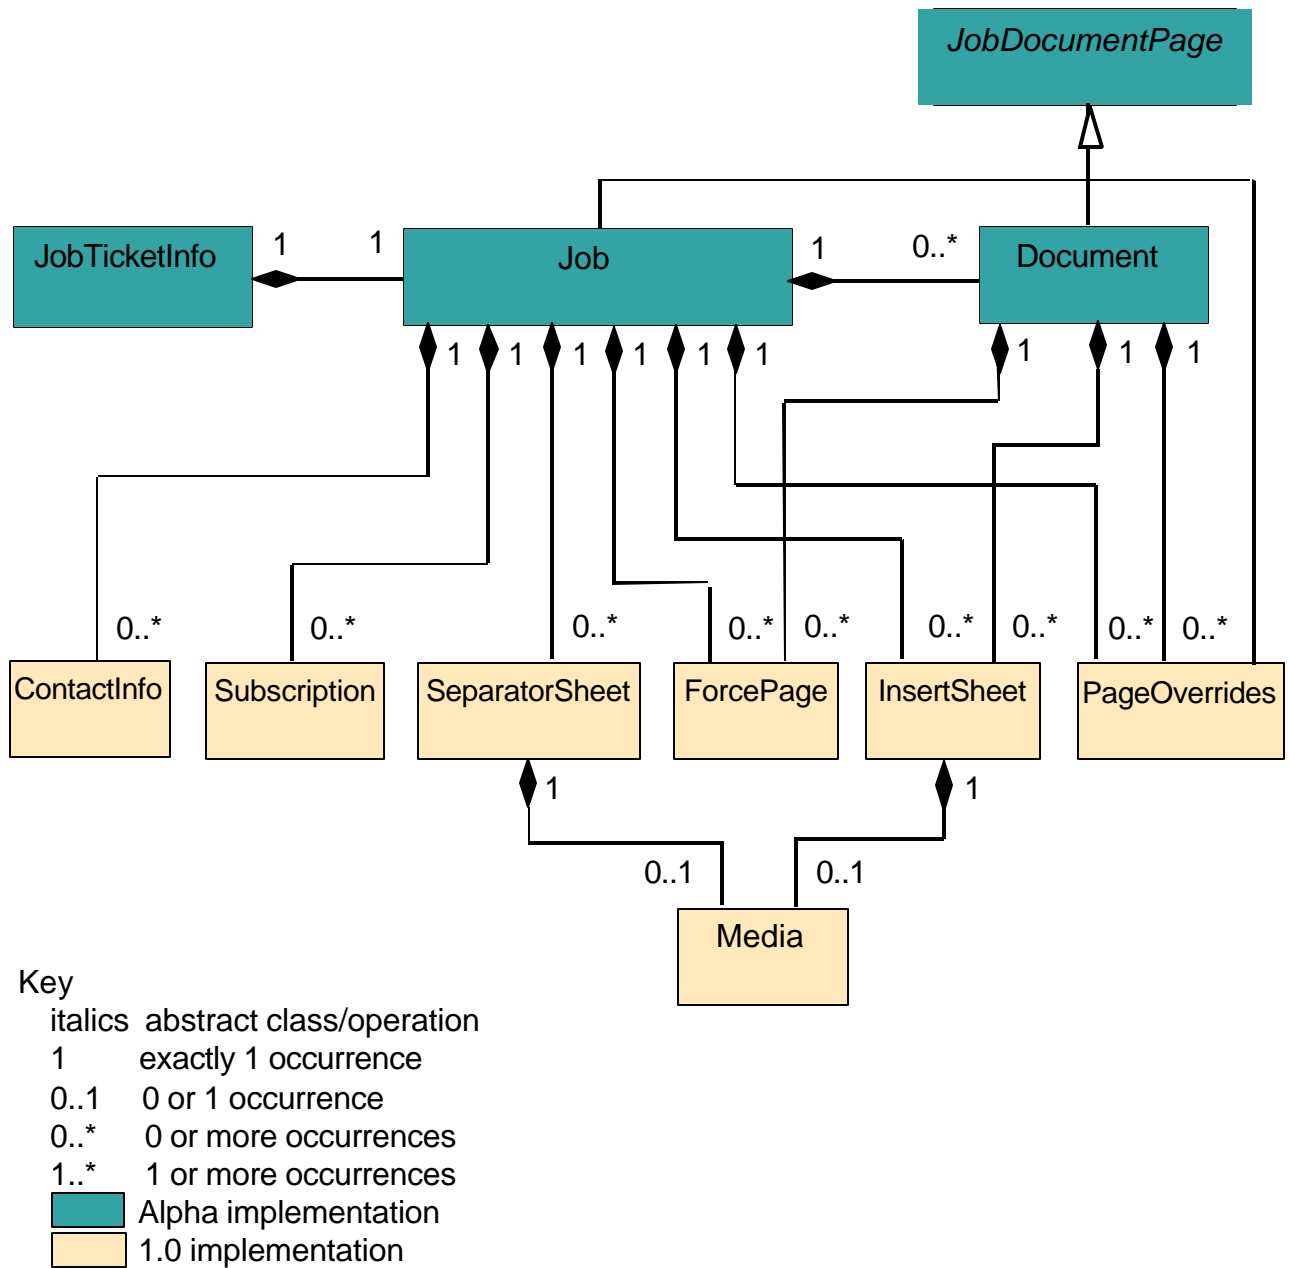 JobDocumentPage
JobTicketInfo
1
1
Job
1
0..*
Document
1
1
1
1
1
1
1
1
1
0..*
0..*
0..*
0..*
0..*
0..*
0..*
0..*
0..*
ContactInfo
Subscription
SeparatorSheet
ForcePage
InsertSheet
PageOverrides
1
1
0..1
0..1
Media
Key
italics abstract class/operation
1 exactly 1 occurrence
0..1 0 or 1 occurrence
0..* 0 or more occurrences
1..* 1 or more occurrences
Alpha implementation
1.0 implementation